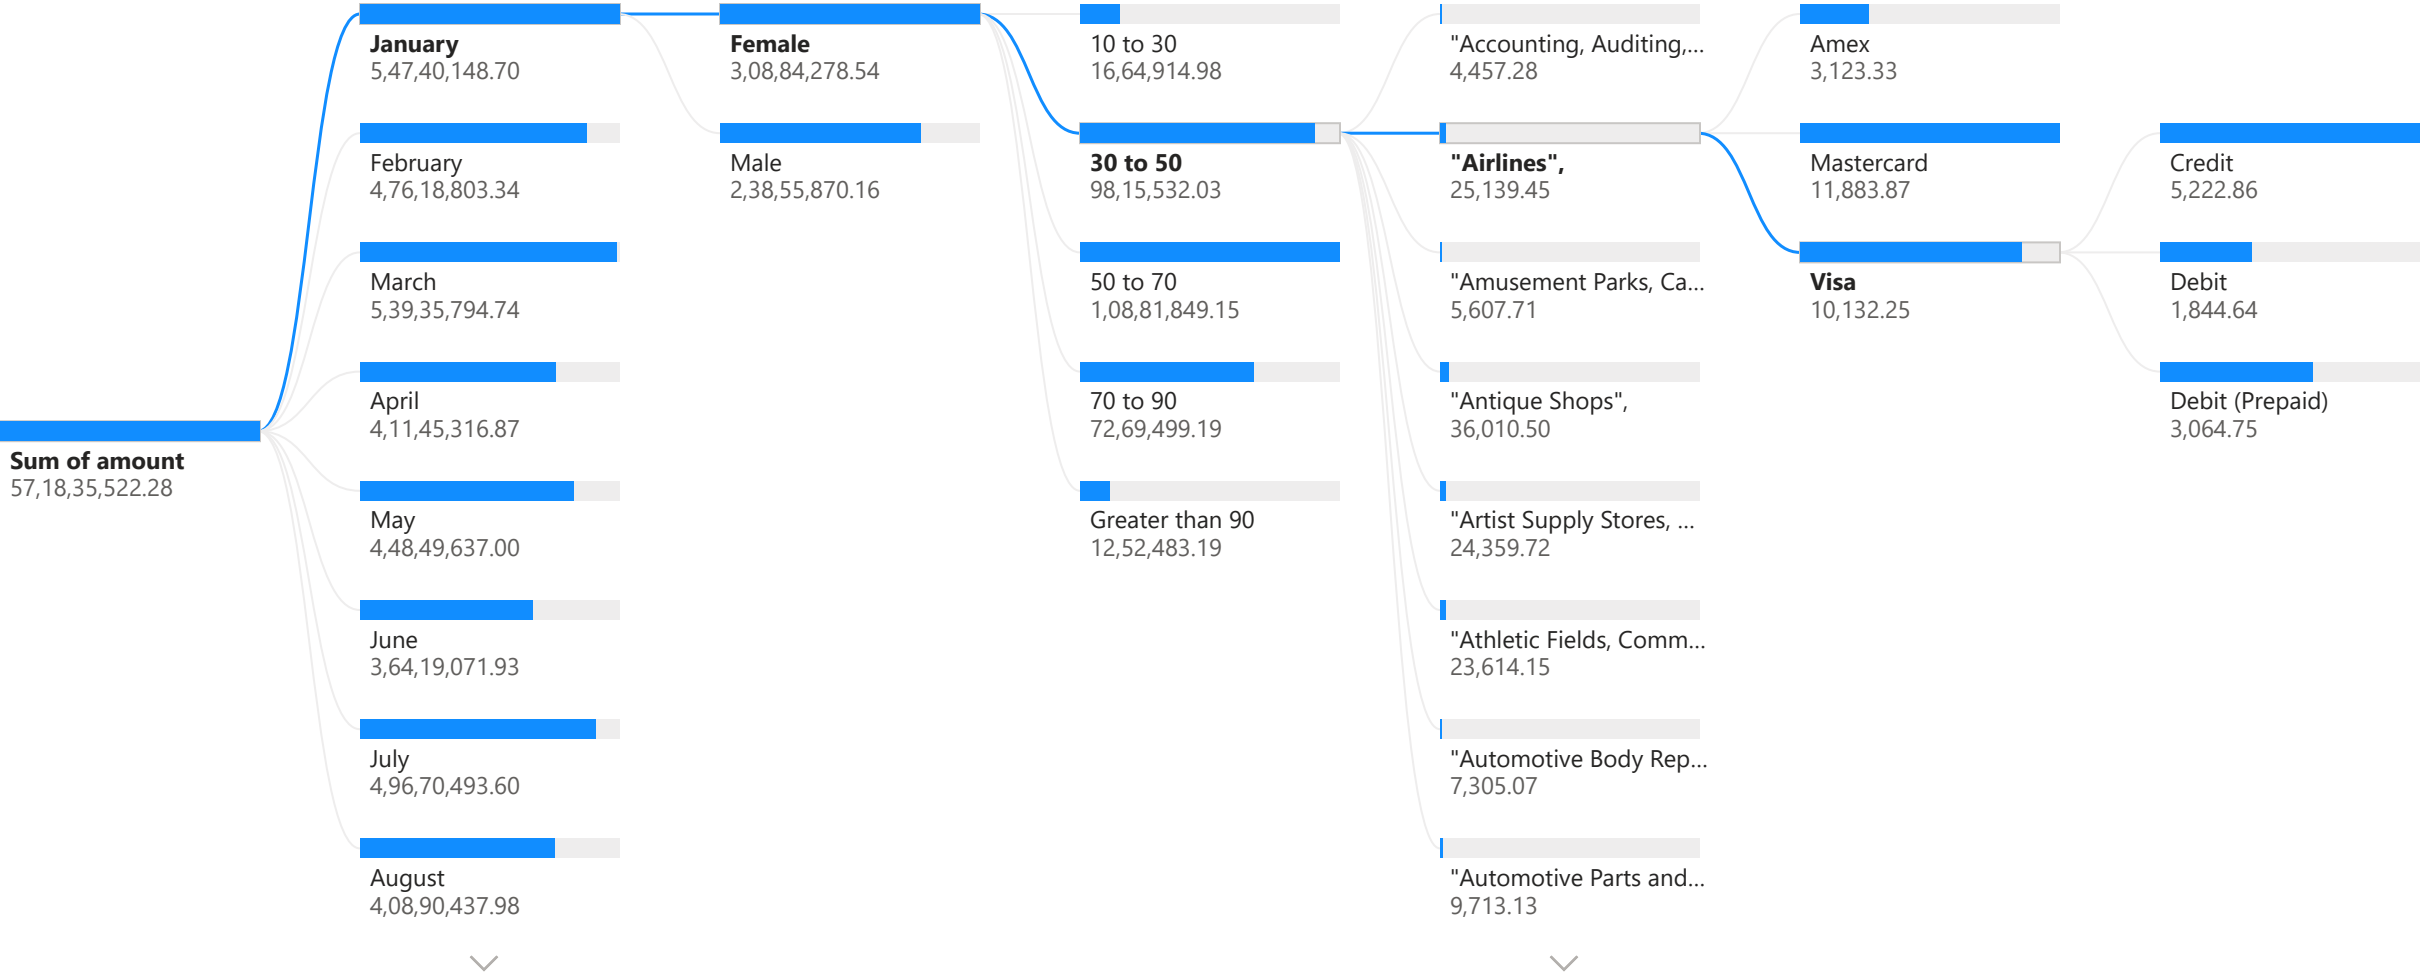 Sum of amount
57,18,35,522.28
January
5,47,40,148.70
February
4,76,18,803.34
March
5,39,35,794.74
April
4,11,45,316.87
May
4,48,49,637.00
June
3,64,19,071.93
July
4,96,70,493.60
August
4,08,90,437.98
Female
3,08,84,278.54
Male
2,38,55,870.16
10 to 30
16,64,914.98
30 to 50
98,15,532.03
50 to 70
1,08,81,849.15
70 to 90
72,69,499.19
Greater than 90
12,52,483.19
"Accounting, Auditing,...
4,457.28
"Airlines",
25,139.45
"Amusement Parks, Ca...
5,607.71
"Antique Shops",
36,010.50
"Artist Supply Stores, ...
24,359.72
"Athletic Fields, Comm...
23,614.15
"Automotive Body Rep...
7,305.07
"Automotive Parts and...
9,713.13
Amex
3,123.33
Mastercard
11,883.87
Visa
10,132.25
Credit
5,222.86
Debit
1,844.64
Debit (Prepaid)
3,064.75